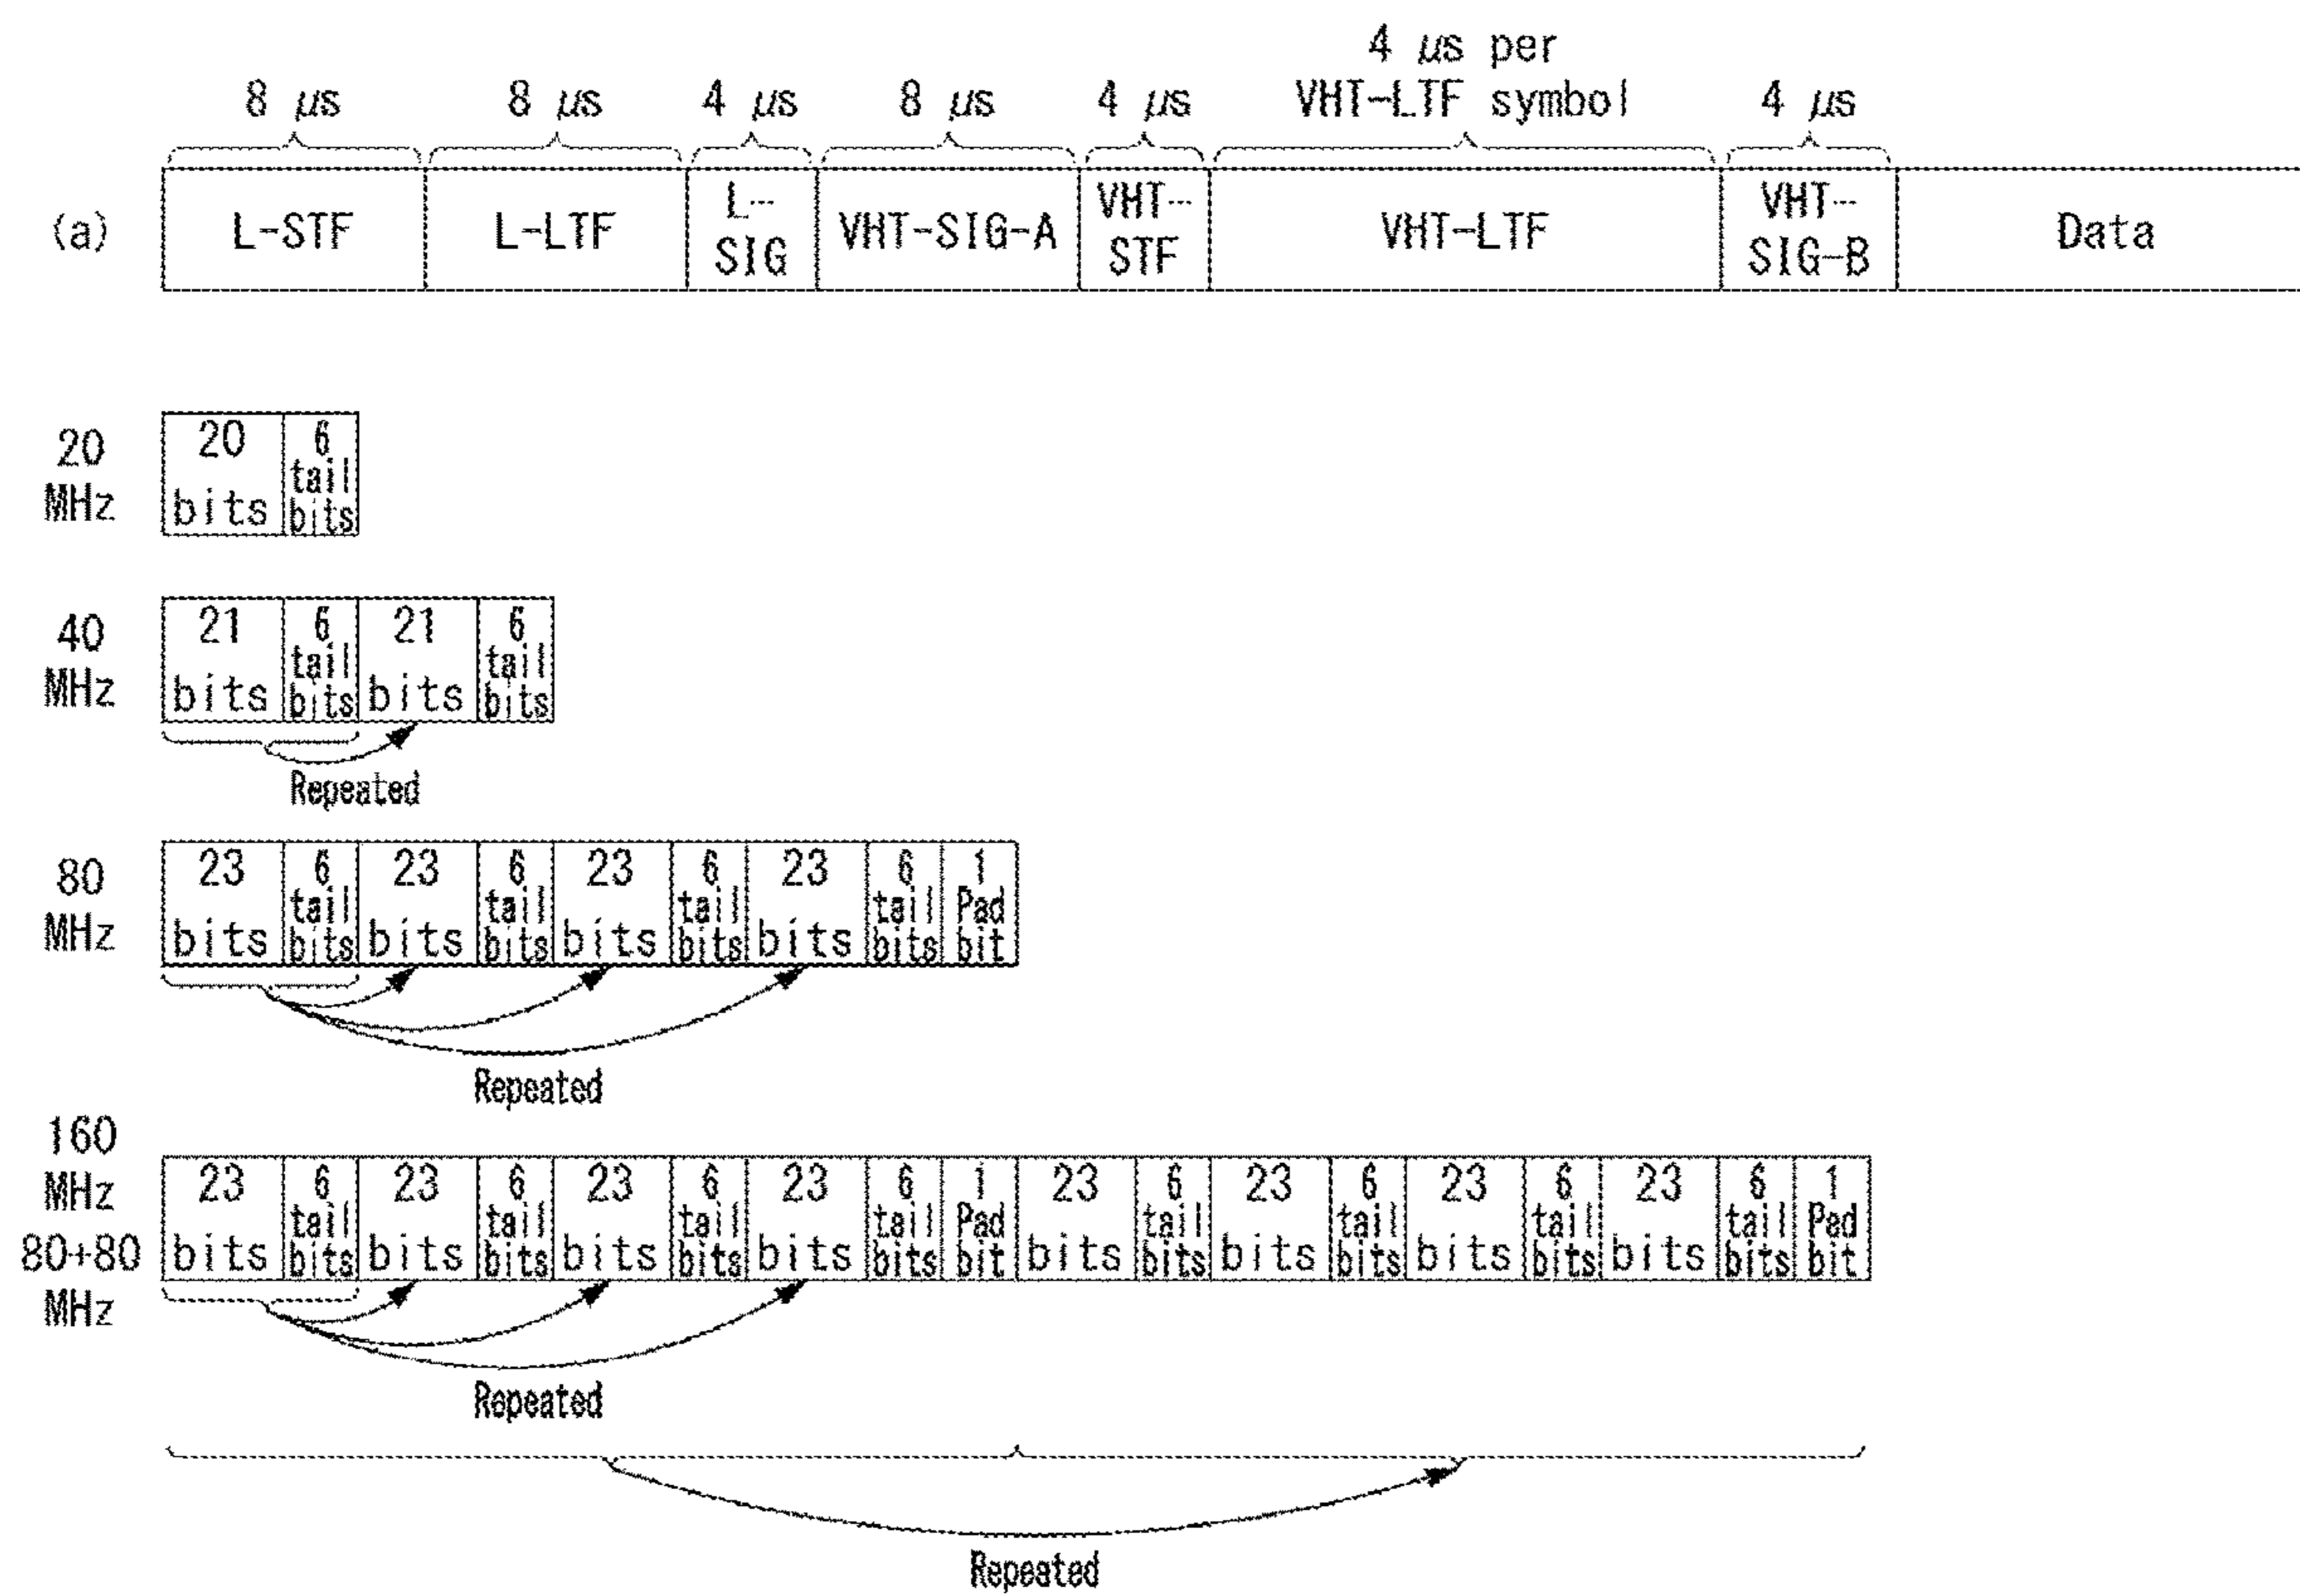 4 μs per
8 μs 8 μs 4 μs 8 μs 4 μs VHT-LTF symbol 4 μs
(a) L-STF L-LTF L-SIG VHT-SIG-A VHT-STF VHT-LTF VHT-SIG-B Data
20 MHz
20 bits 6 tail bits
40 MHz
21 bits 6 tail bits 21 bits 6 tail bits
Repeated
80 MHz
23 bits 6 tail bits 23 bits 6 tail bits 23 bits 6 tail bits 23 bits 6 tail bits 1 Pad bit
Repeated
160 MHz
80+80 MHz
23 bits 6 tail bits 23 bits 6 tail bits 23 bits 6 tail bits 23 bits 6 tail bits 1 Pad bit 23 bits 6 tail bits 23 bits 6 tail bits 23 bits 6 tail bits 23 bits 6 tail bits 1 Pad bit
Repeated
Repeated